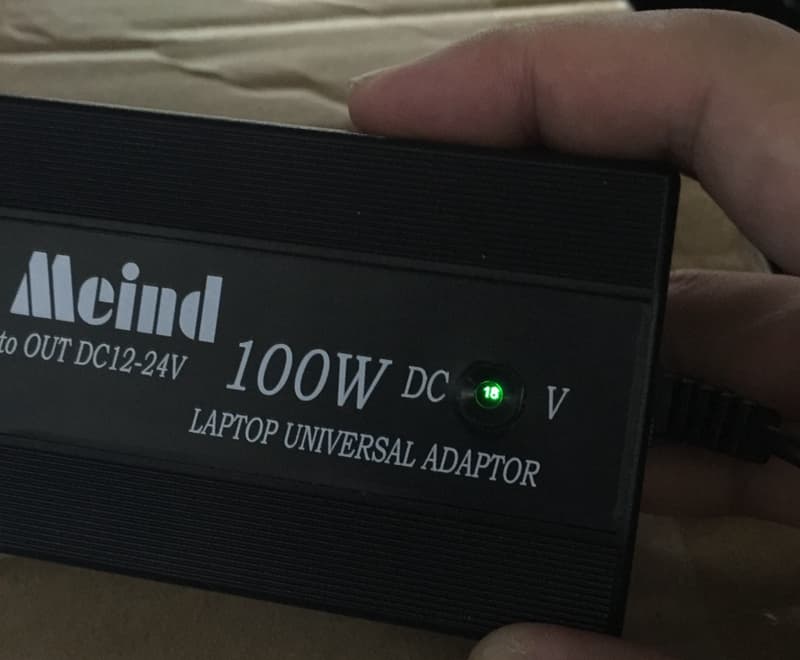 Meind
to OUT DC12-24V
100W DC 18 V
LAPTOP UNIVERSAL ADAPTOR